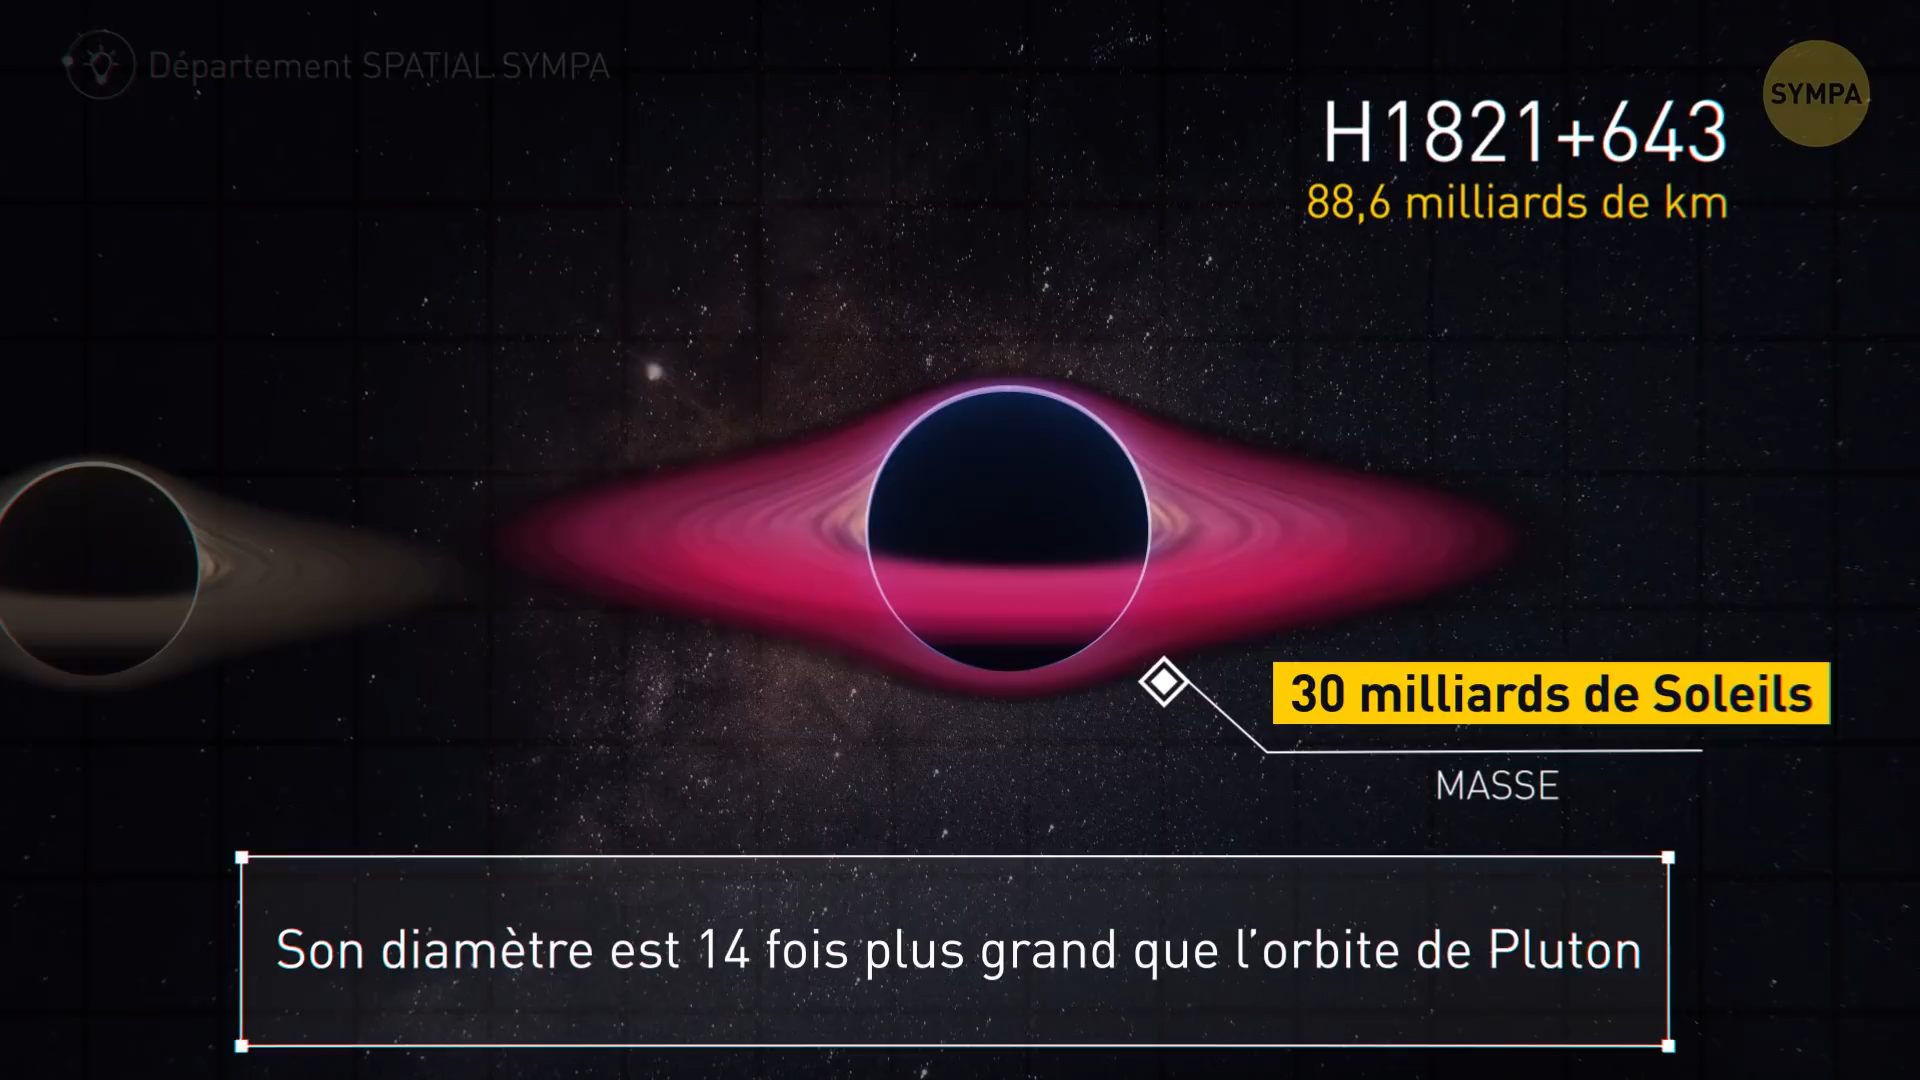 Département SPATIAL SYMPA
SYMPA
H1821+643
88,6 milliards de km
30 milliards de Soleils
MASSE
Son diamètre est 14 fois plus grand que l’orbite de Pluton